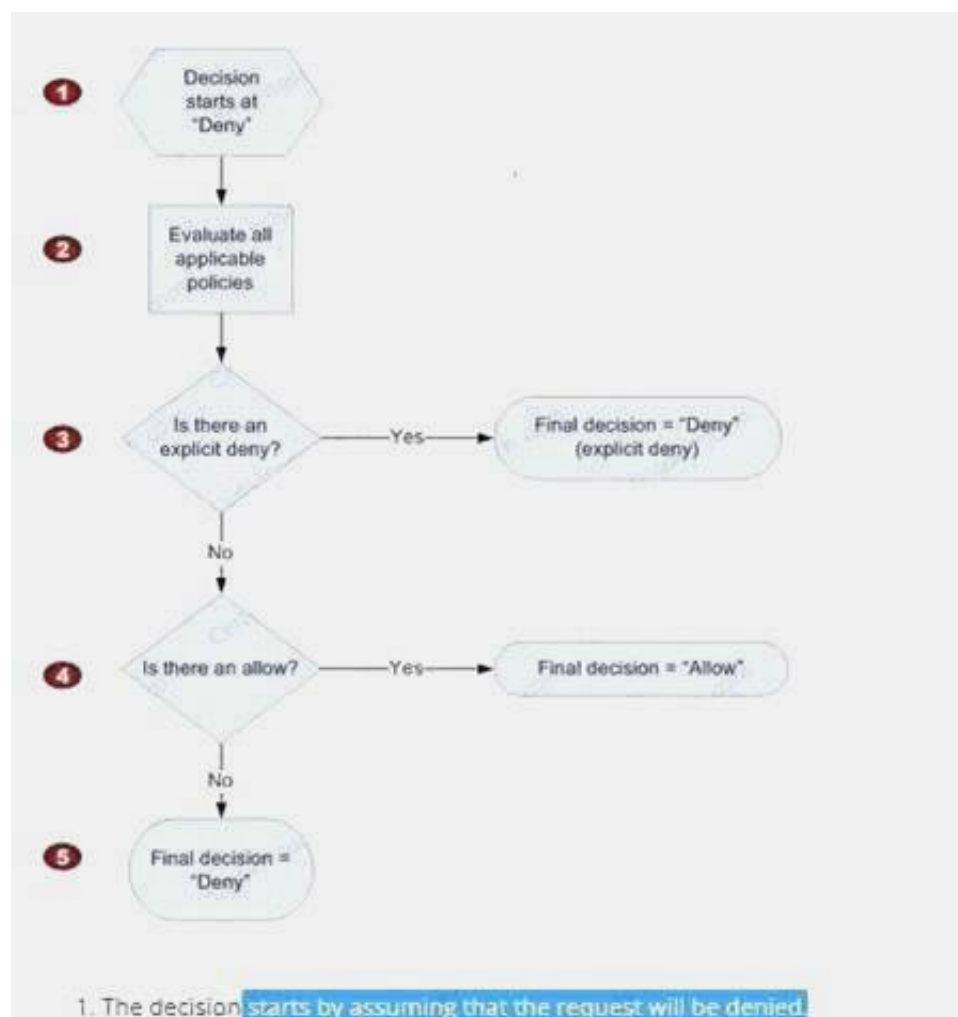 1
Decision
starts at
"Deny"
2
Evaluate all
applicable
policies
3
Is there an
explicit deny?
Yes
Final decision = "Deny"
(explicit deny)
No
4
Is there an allow?
Yes
Final decision = "Allow"
No
5
Final decision =
"Deny"
1. The decision starts by assuming that the request will be denied.